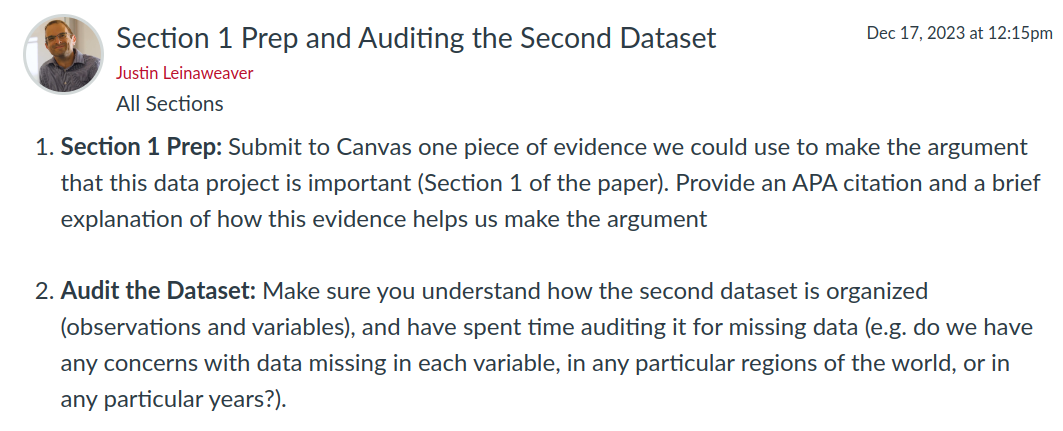 Section 1 Prep and Auditing the Second Dataset
Dec 17, 2023 at 12:15pm
Justin Leinaweaver
All Sections
1. Section 1 Prep: Submit to Canvas one piece of evidence we could use to make the argument
that this data project is important (Section 1 of the paper). Provide an APA citation and a brief
explanation of how this evidence helps us make the argument
2. Audit the Dataset: Make sure you understand how the second dataset is organized
(observations and variables), and have spent time auditing it for missing data (e.g. do we have
any concerns with data missing in each variable, in any particular regions of the world, or in
any particular years?).